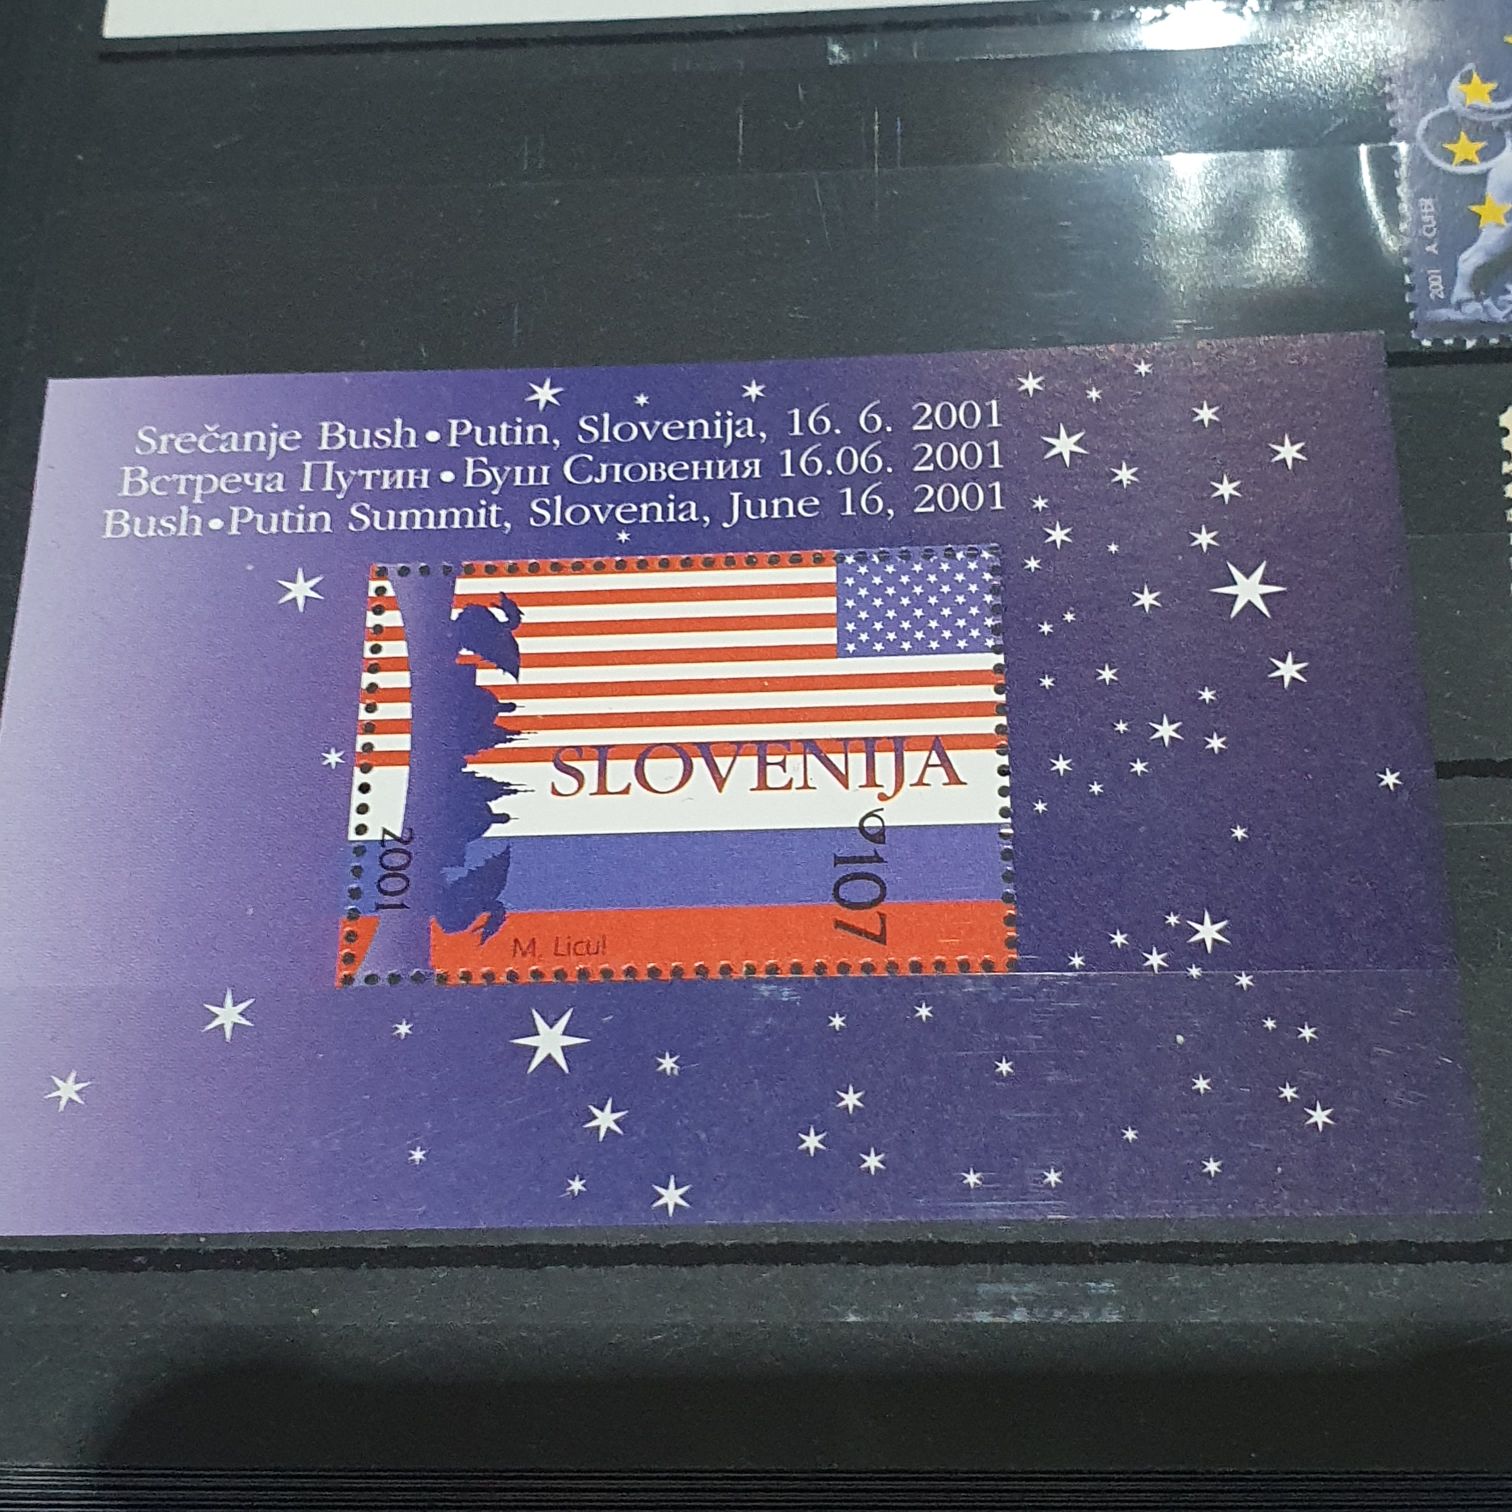 Srečanje Bush•Putin, Slovenija, 16. 6. 2001
Встреча Путин•Буш Словения 16.06. 2001
Bush•Putin Summit, Slovenia, June 16, 2001
SLOVENIJA
2001
107
M. Licul
2001